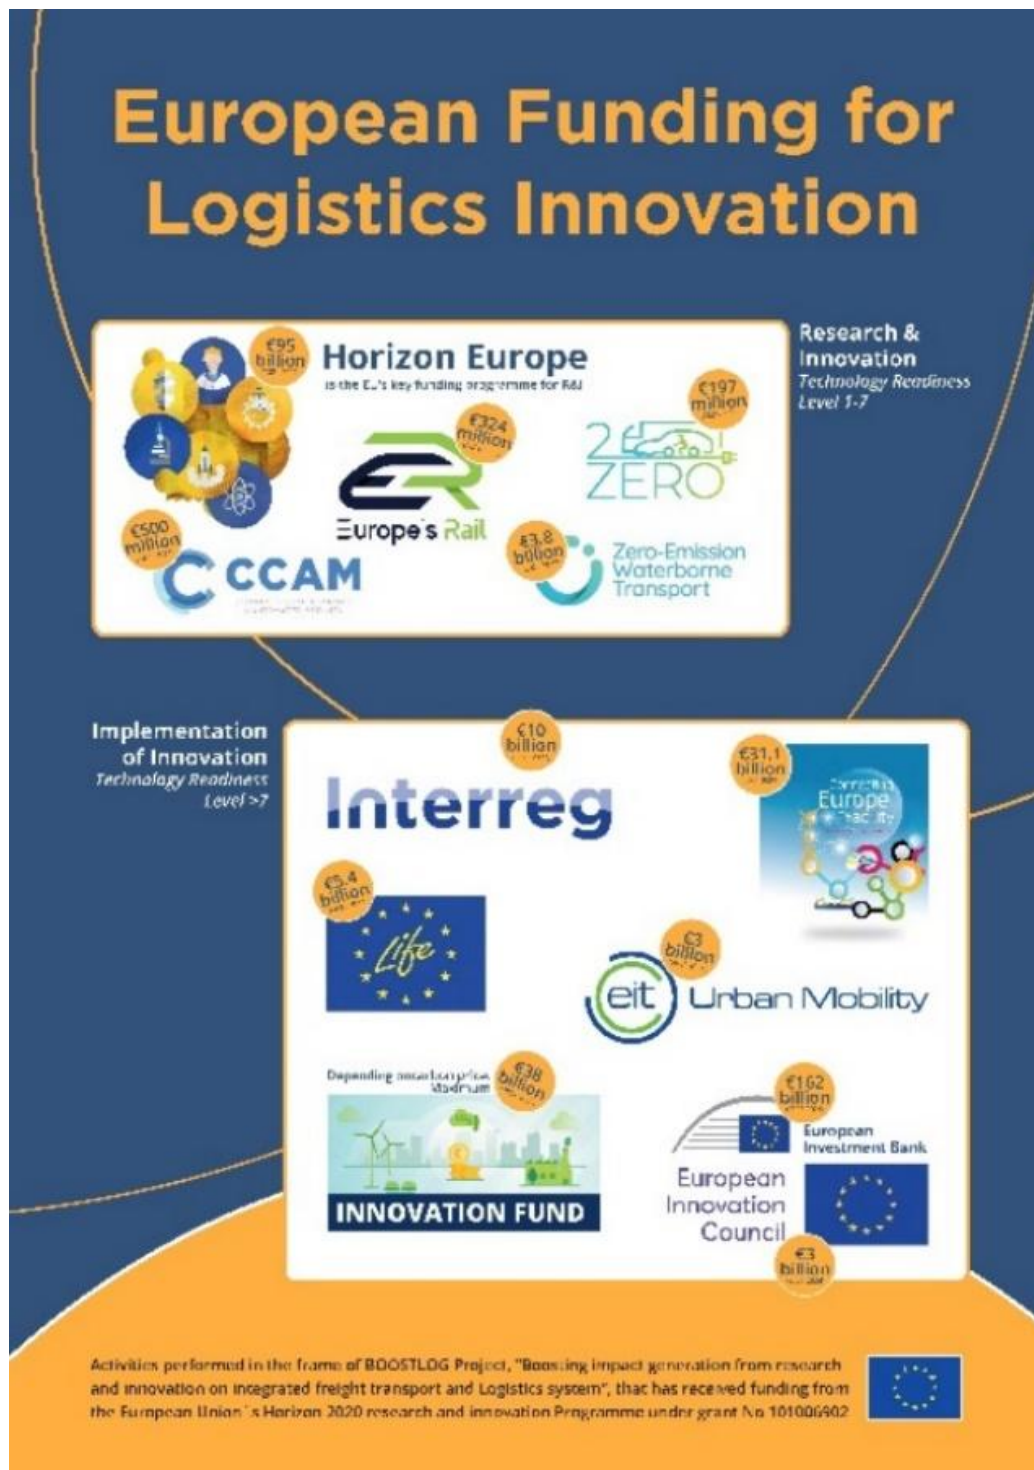 European Funding for
Logistics Innovation
Research &
Innovation
Technology Readiness
Level 1-7
€95
billion
Horizon Europe
is the EU's key funding programme for R&I
€324
million
Europe's Rail
€197
million
2
ZERO
€500
million
CCAM
€3.8
billion
Zero-Emission
Waterborne
Transport
Implementation
of Innovation
Technology Readiness
Level >7
€10
billion
Interreg
€31,1
billion
Europe
€5.4
billion
Life
€3
billion
eit Urban Mobility
Depending on carbon price
Maximum
€38
billion
INNOVATION FUND
€162
billion
European
Investment Bank
European
Innovation
Council
€3
billion
Activities performed in the frame of BOOSTLOG Project, "Boosting impact generation from research
and innovation on integrated freight transport and Logistics system", that has received funding from
the European Union´s Horizon 2020 research and innovation Programme under grant No 101006902